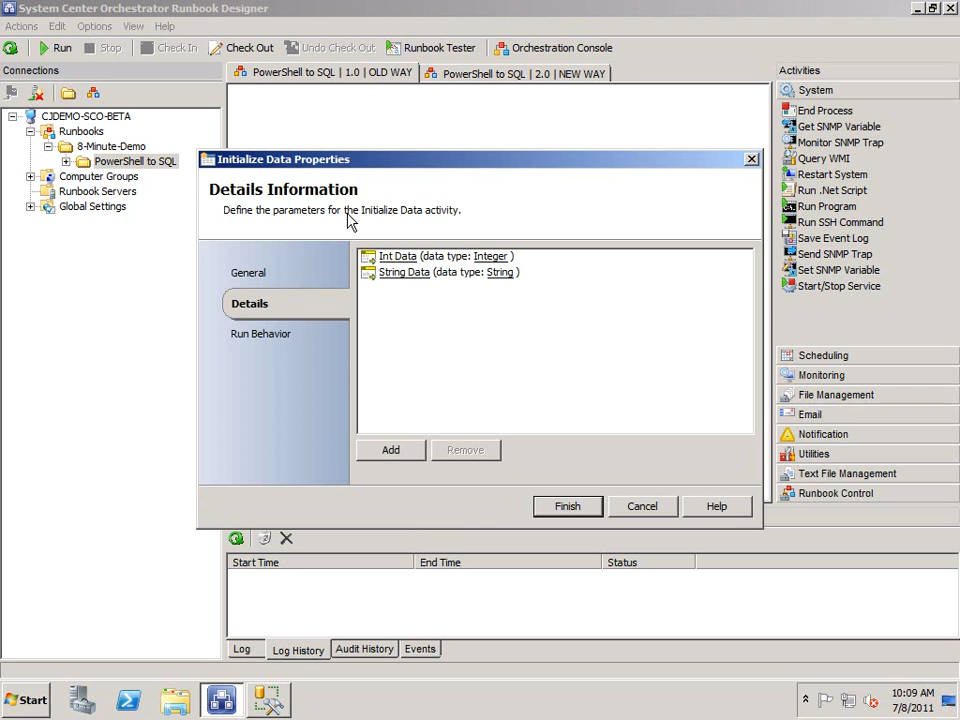 System Center Orchestrator Runbook Designer
Actions Edit Options View Help
Run Stop Check In Check Out Undo Check Out Runbook Tester Orchestration Console
Connections
PowerShell to SQL | 1.0 | OLD WAY
PowerShell to SQL | 2.0 | NEW WAY
Activities
CJDEMO-SCO-BETA
Runbooks
8-Minute-Demo
PowerShell to SQL
Computer Groups
Runbook Servers
Global Settings
Initialize Data Properties
Details Information
Define the parameters for the Initialize Data activity.
General
Details
Run Behavior
Int Data (data type: Integer )
String Data (data type: String )
Add Remove
Finish Cancel Help
System
End Process
Get SNMP Variable
Monitor SNMP Trap
Query WMI
Restart System
Run .Net Script
Run Program
Run SSH Command
Save Event Log
Send SNMP Trap
Set SNMP Variable
Start/Stop Service
Scheduling
Monitoring
File Management
Email
Notification
Utilities
Text File Management
Runbook Control
Start Time End Time Status
Log Log History Audit History Events
Start
10:09 AM
7/8/2011